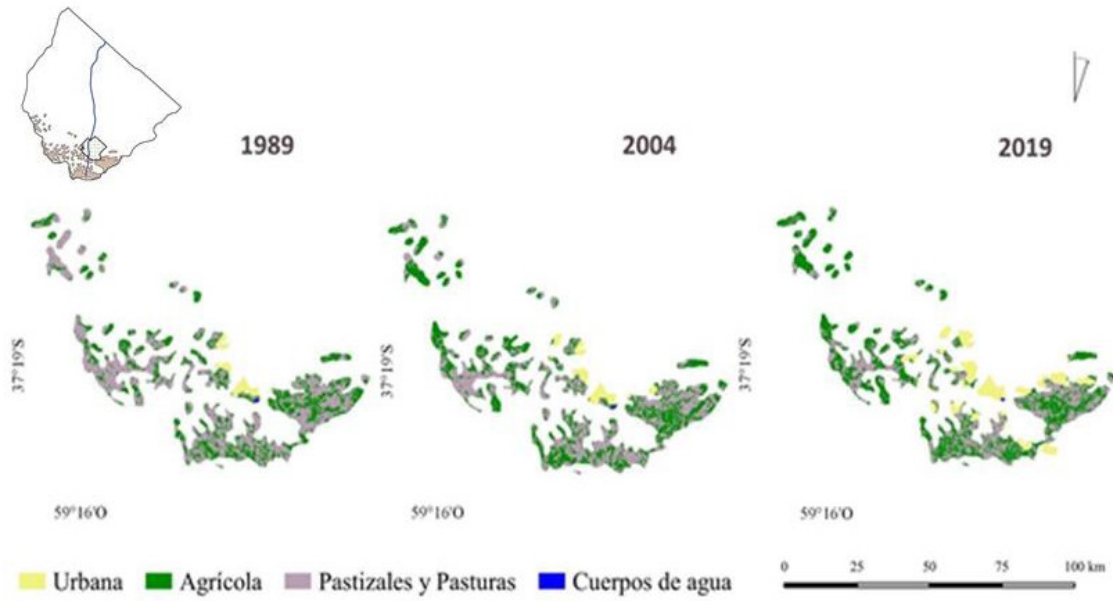 1989
2004
2019
37°19'S
37°19'S
37°19'S
59°16'O
59°16'O
59°16'O
Urbana
Agrícola
Pastizales y Pasturas
Cuerpos de agua
0 25 50 75 100 km